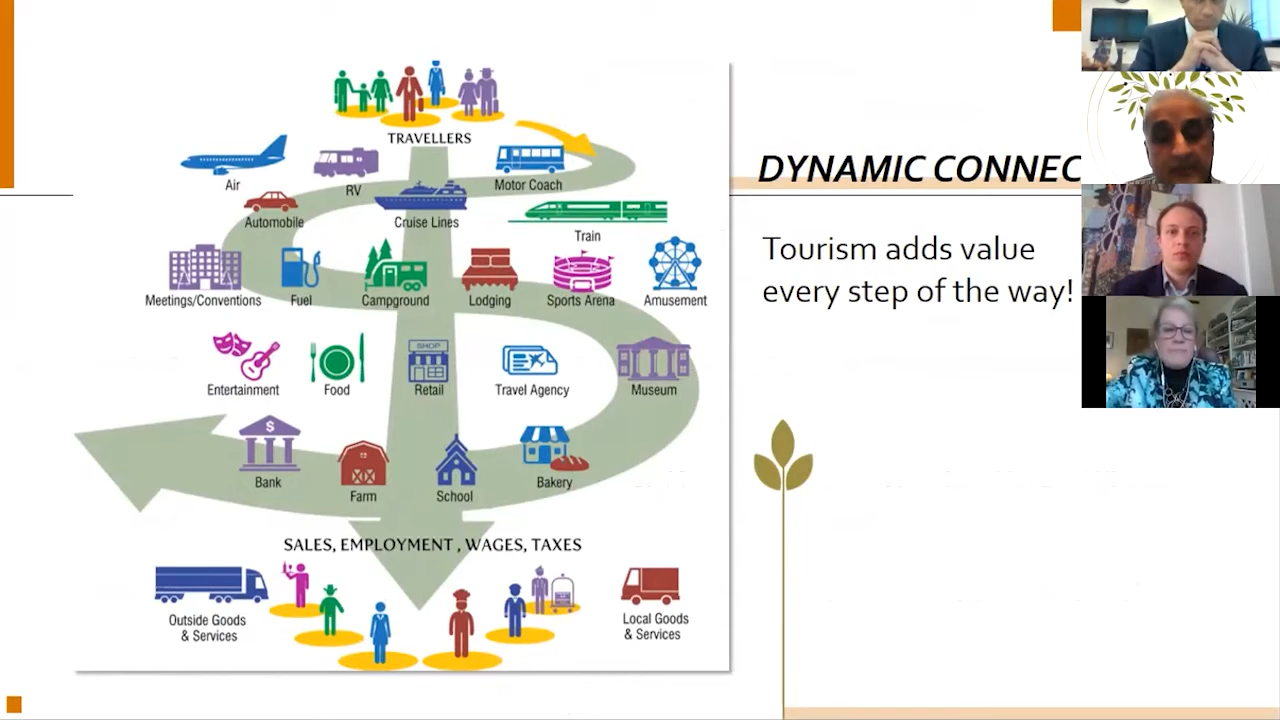 TRAVELLERS
Air
RV
Motor Coach
Automobile
Cruise Lines
Train
Meetings/Conventions
Fuel
Campground
Lodging
Sports Arena
Amusement
Entertainment
Food
SHOP
Retail
Travel Agency
Museum
$
Bank
Farm
School
Bakery
SALES, EMPLOYMENT , WAGES, TAXES
Outside Goods
& Services
Local Goods
& Services
DYNAMIC CONNEC
Tourism adds value
every step of the way!